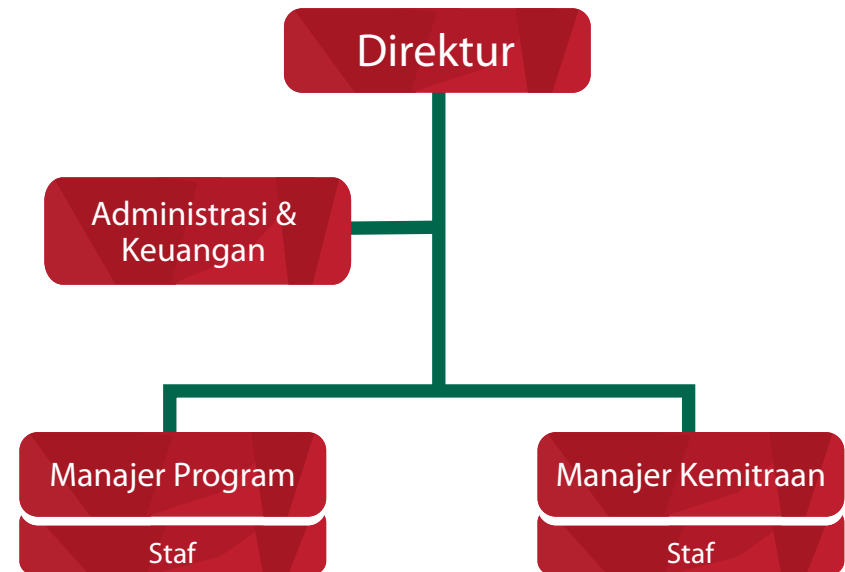 Direktur
Administrasi &
Keuangan
Manajer Program
Staf
Manajer Kemitraan
Staf